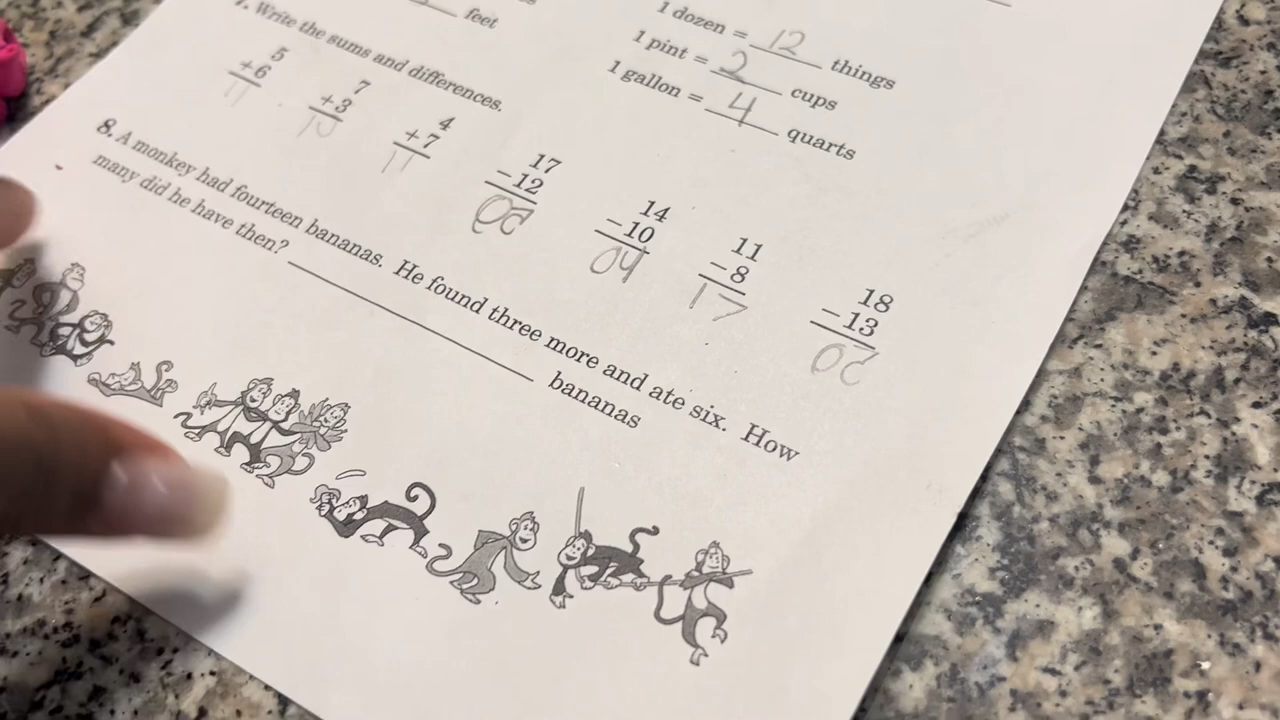 feet
1 dozen = 12 things
1 pint = 2 cups
1 gallon = 4 quarts
7. Write the sums and differences.
5 7 4 17 14 11 18
+6 +3 +7 -12 -10 -8 -13
11 10 11 05 04 17 05
8. A monkey had fourteen bananas. He found three more and ate six. How
many did he have then? bananas